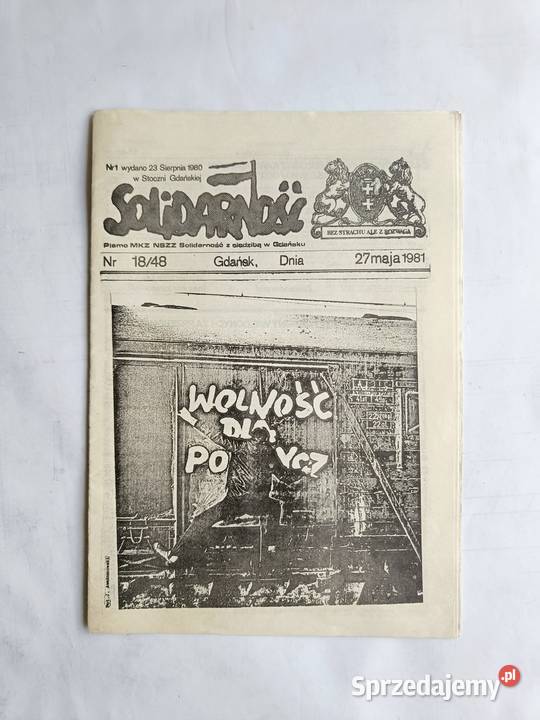 Nr1 wydano 23 Sierpnia 1980
w Stoczni Gdańskiej
SOLIDARNOŚĆ
BEZ STRACHU ALE Z ROZWAGĄ
Pismo MKZ NSZZ Solidarność z siedzibą w Gdańsku
Nr 18/48 Gdańsk, Dnia 27 maja 1981
WOLNOŚĆ
DLA
PO YCZ
Sprzedajemy.pl